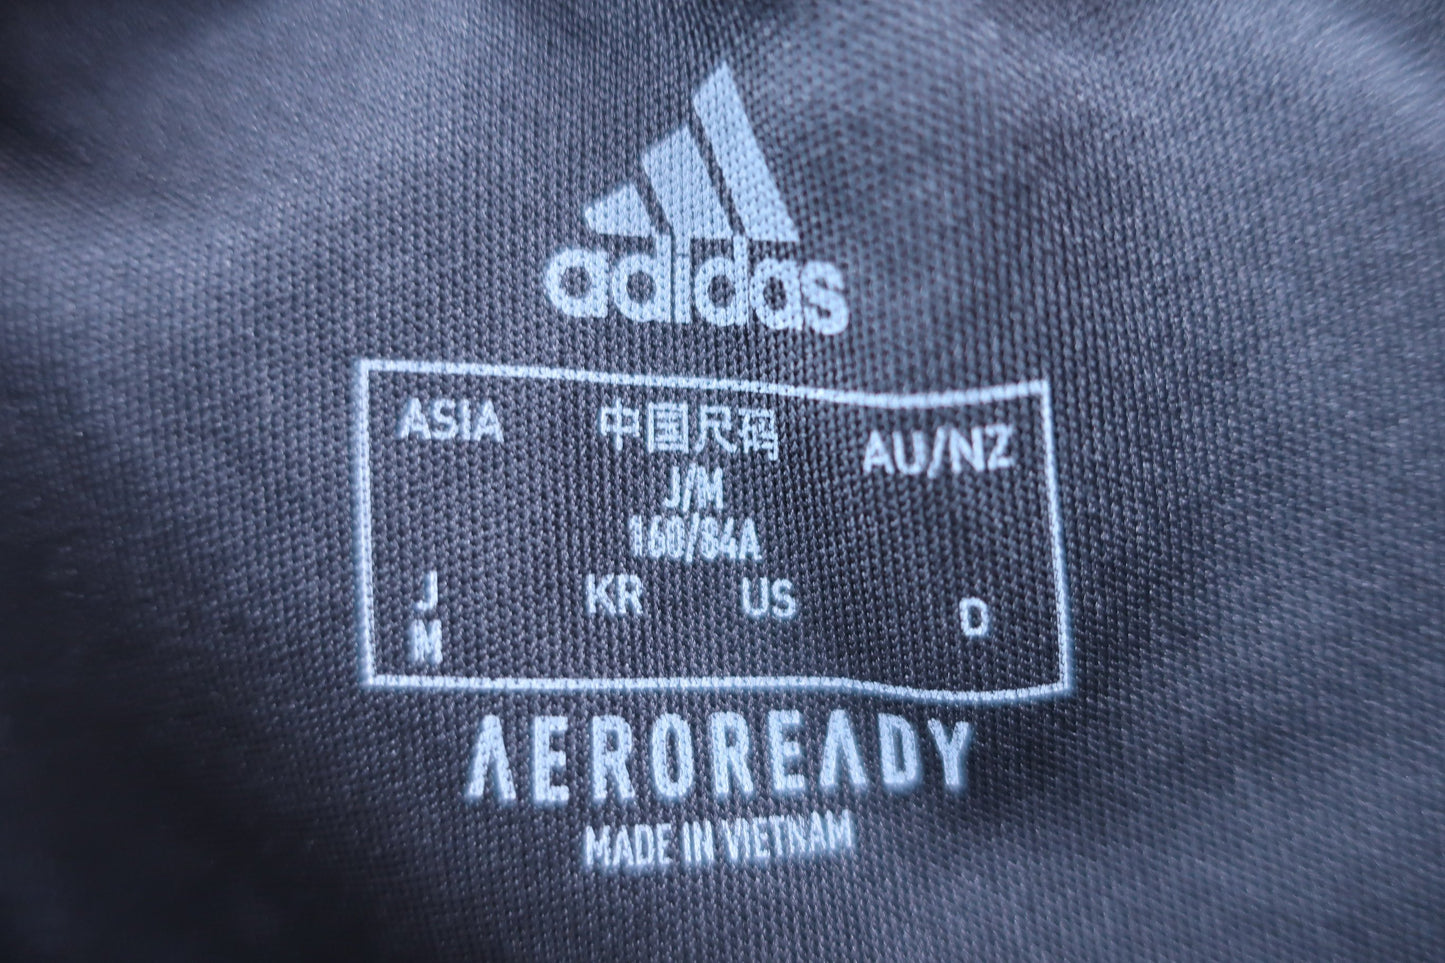 adidas
ASIA 中国尺码 AU/NZ
J/M
160/84A
J KR US D
M
AEROREADY
MADE IN VIETNAM